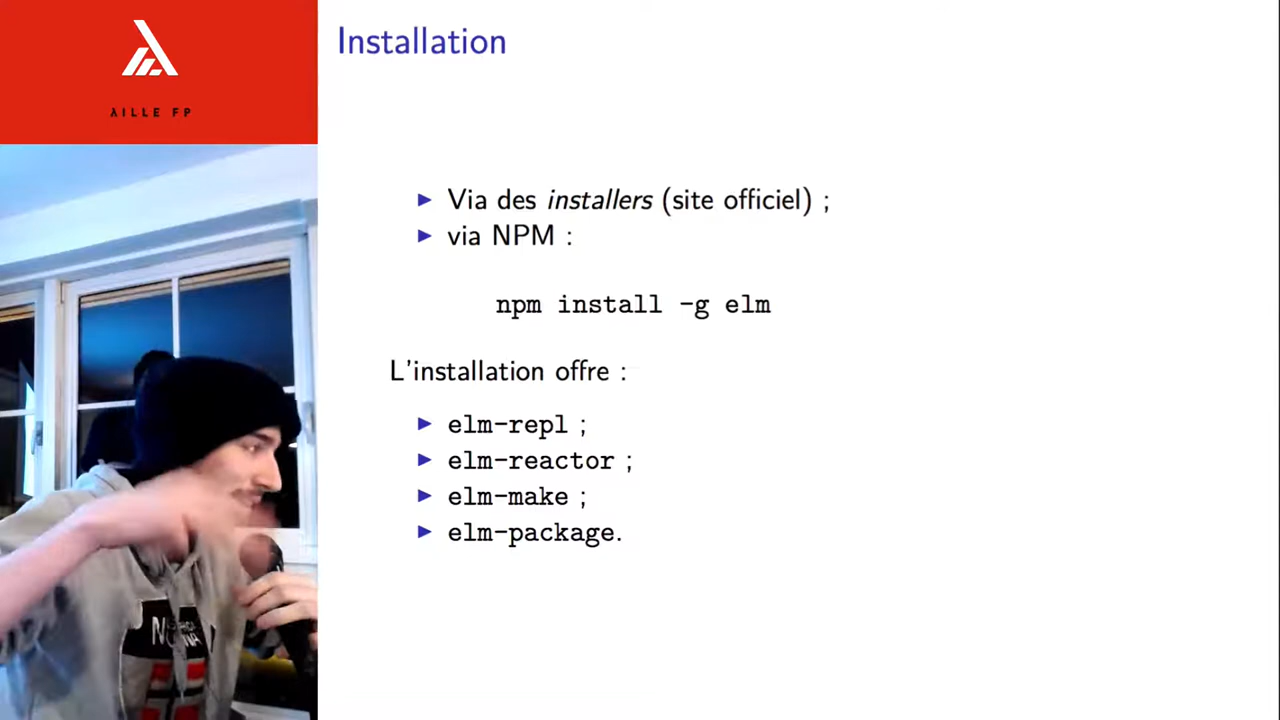 λILLE FP
Installation
▶ Via des installers (site officiel) ;
▶ via NPM :
npm install -g elm
L'installation offre :
▶ elm-repl ;
▶ elm-reactor ;
▶ elm-make ;
▶ elm-package.